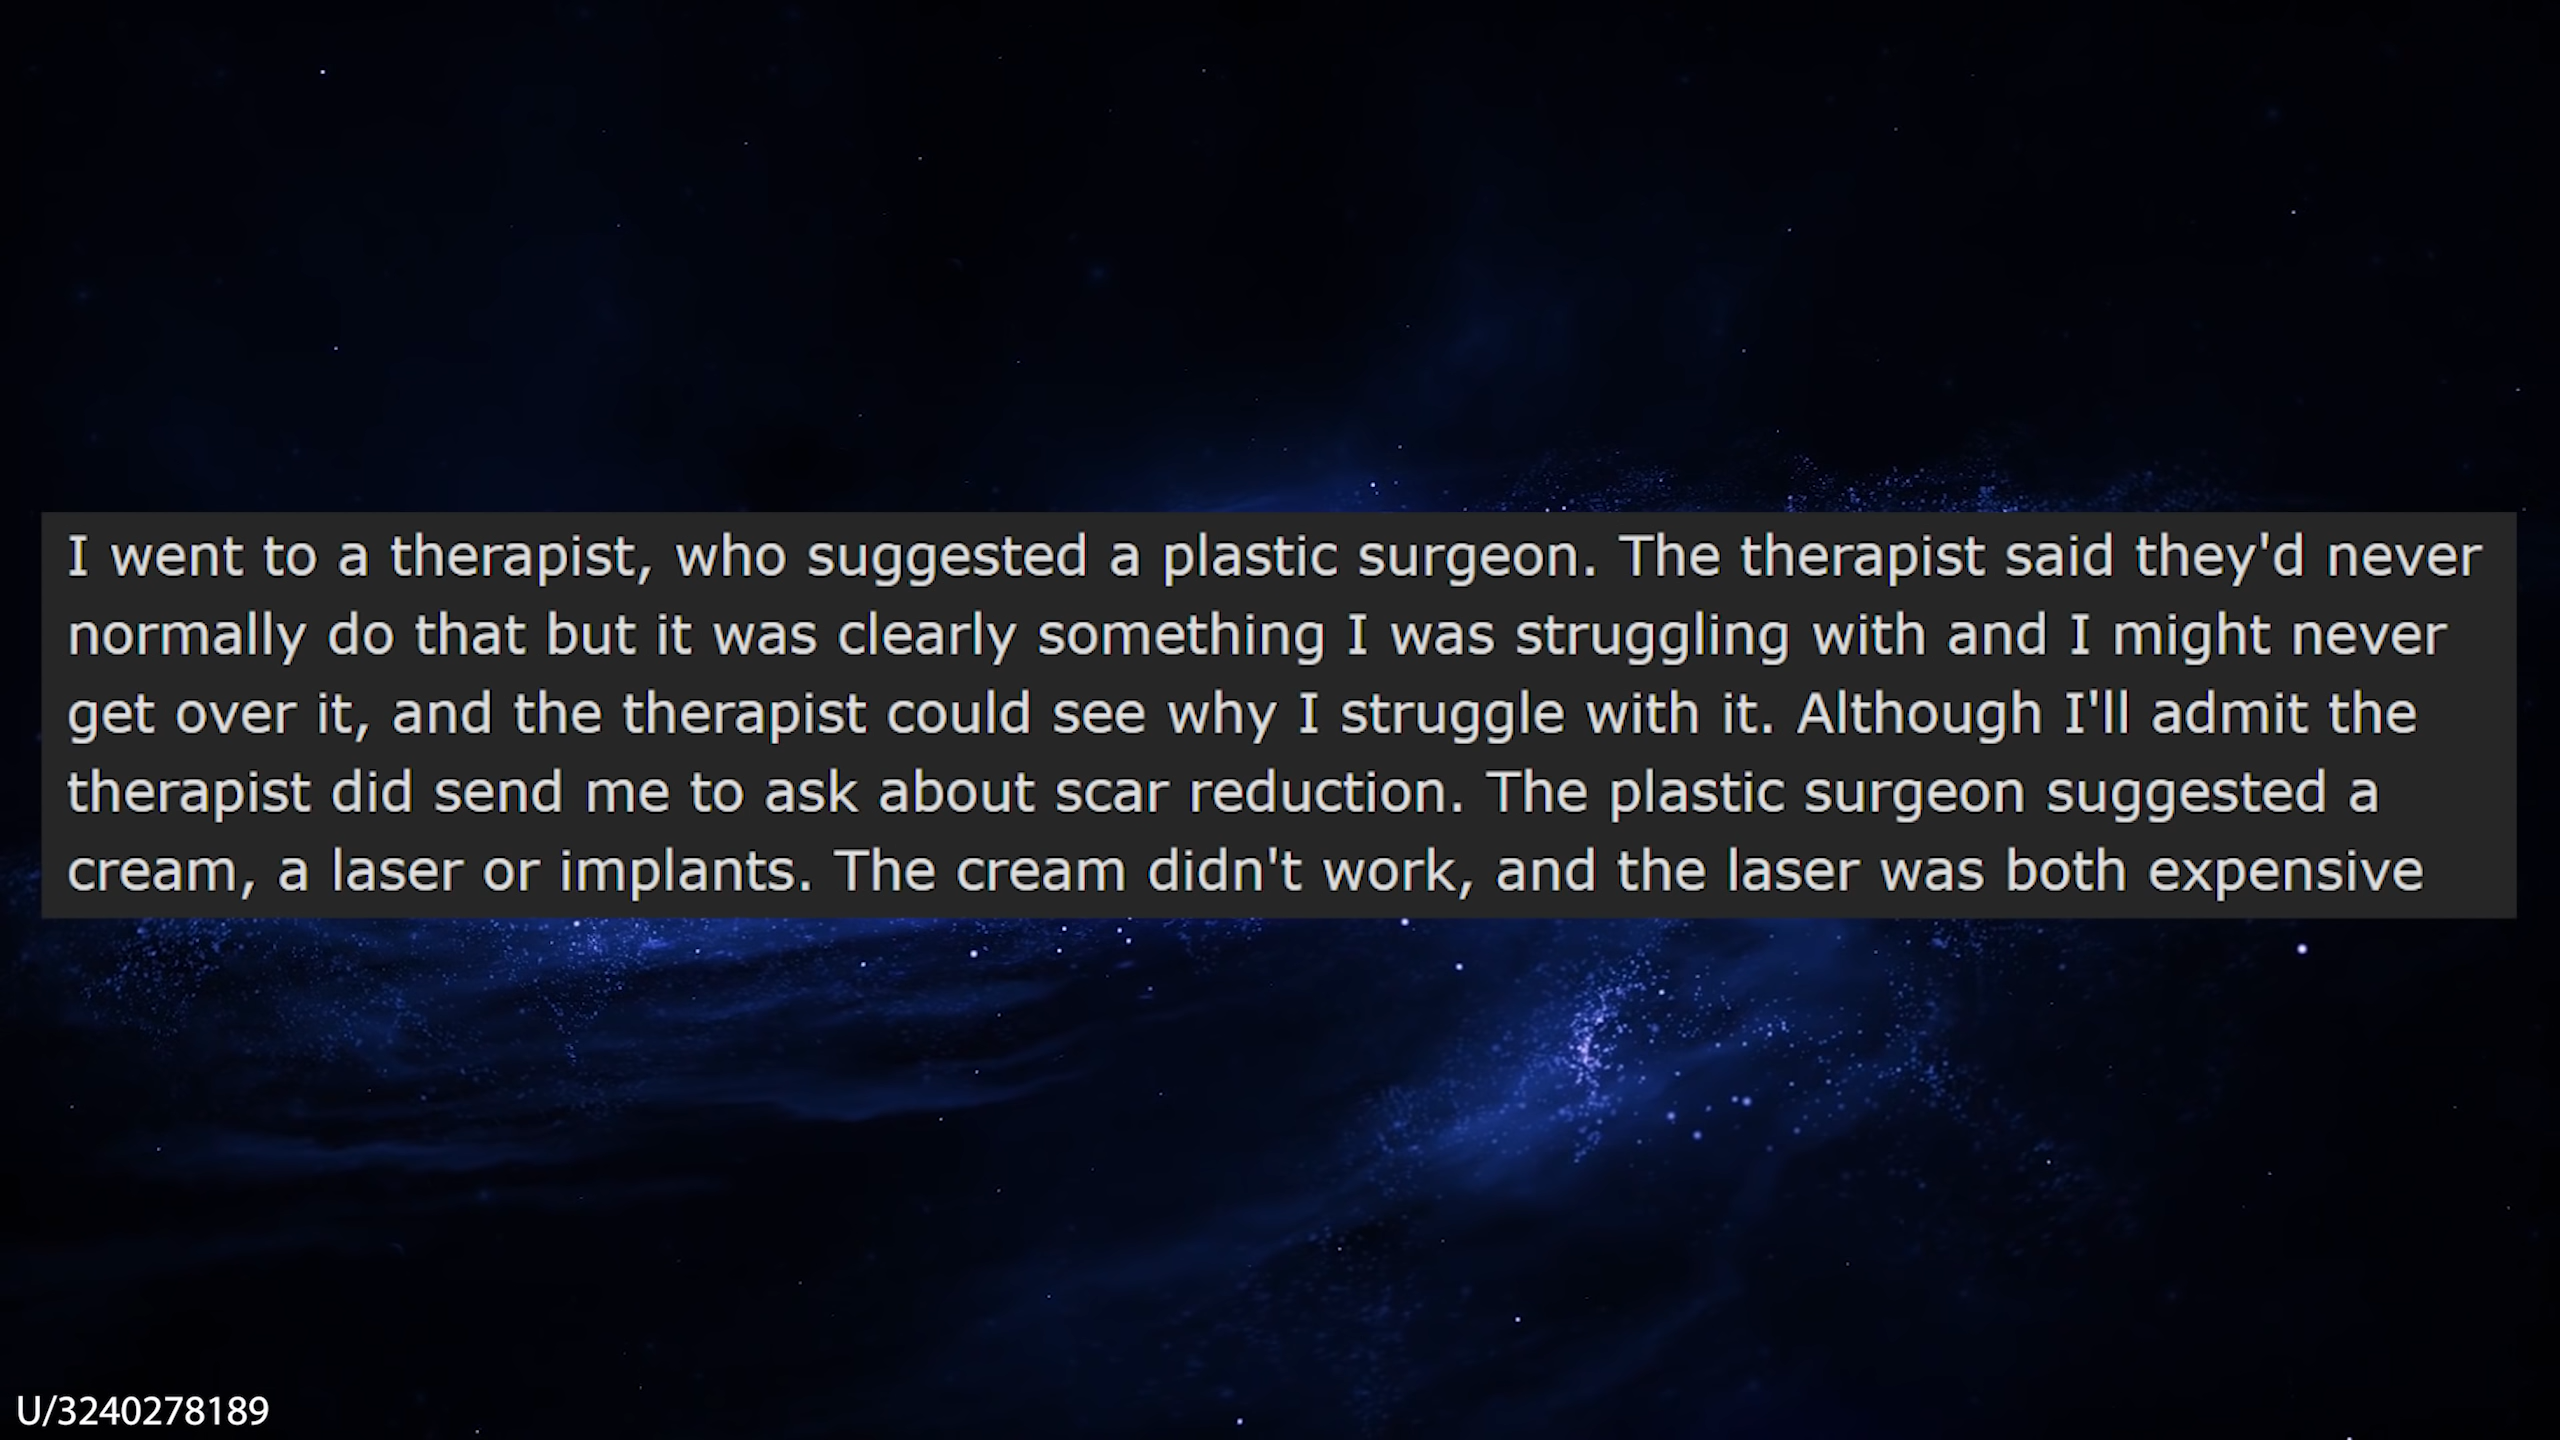 I went to a therapist, who suggested a plastic surgeon. The therapist said they'd never
normally do that but it was clearly something I was struggling with and I might never
get over it, and the therapist could see why I struggle with it. Although I'll admit the
therapist did send me to ask about scar reduction. The plastic surgeon suggested a
cream, a laser or implants. The cream didn't work, and the laser was both expensive
U/3240278189